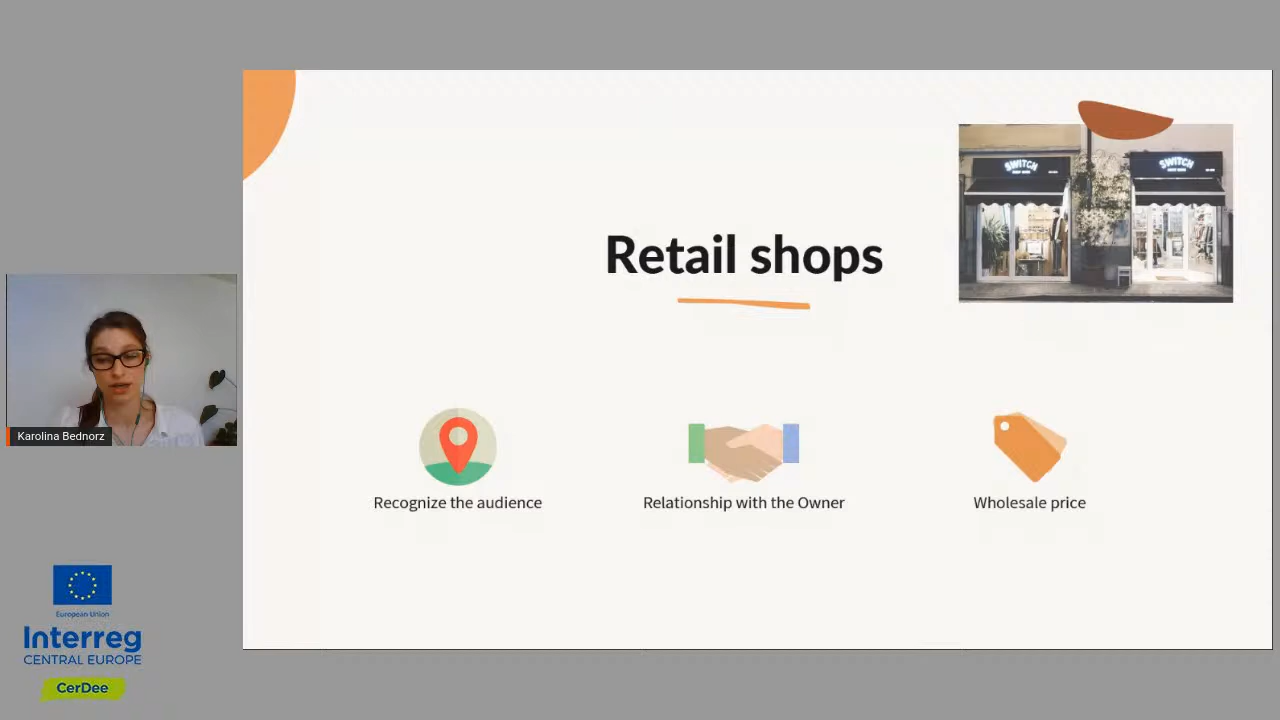 SWITCH
SWITCH
Retail shops
Recognize the audience
Relationship with the Owner
Wholesale price
Karolina Bednorz
European Union
Interreg
CENTRAL EUROPE
CerDee